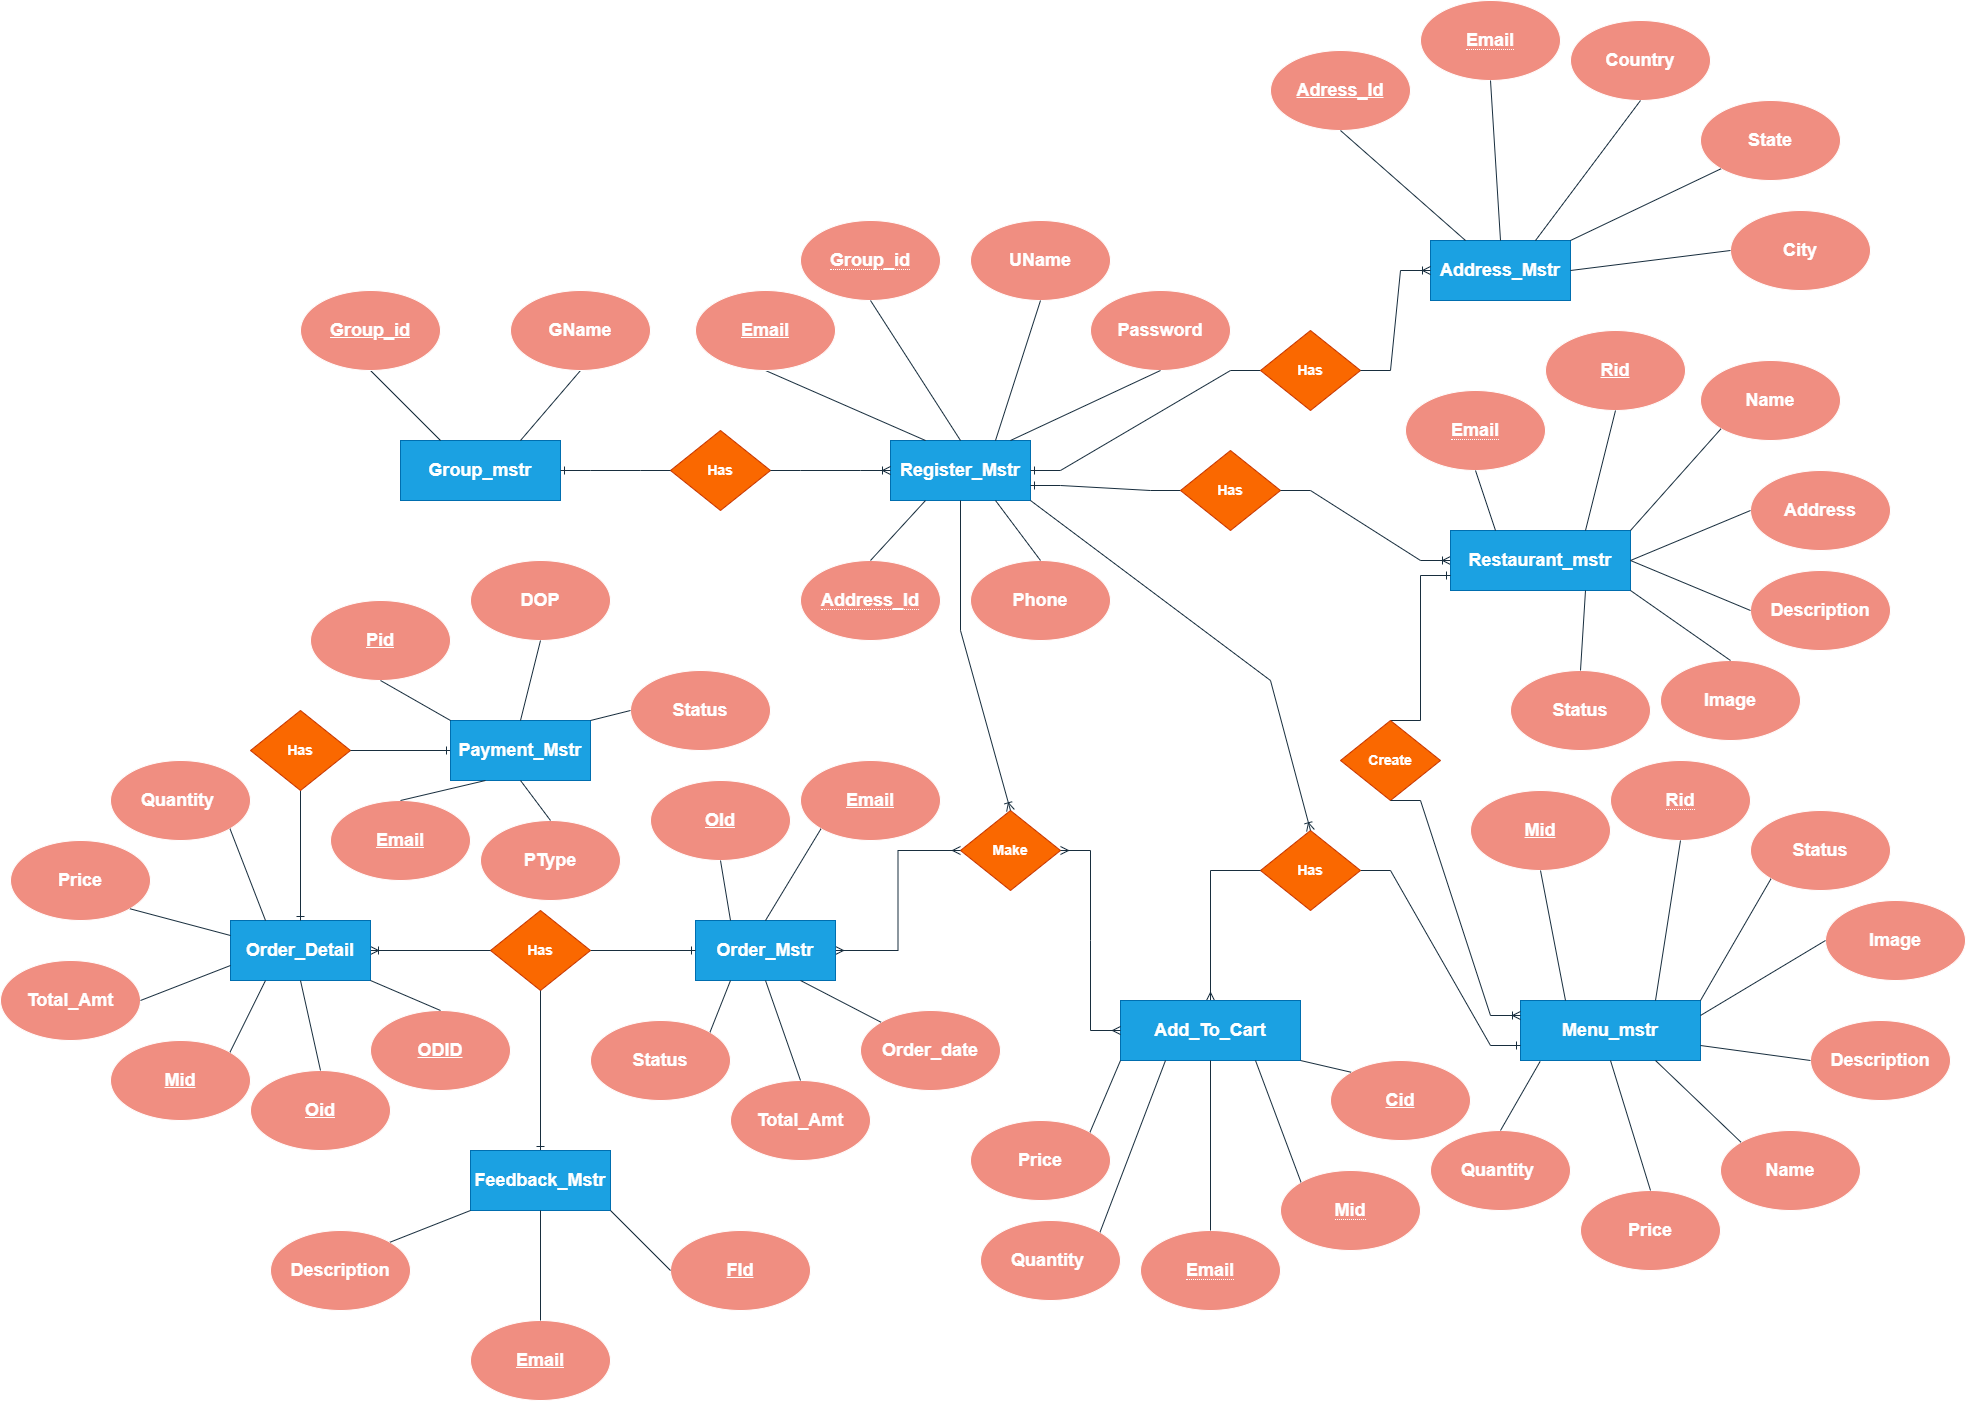 Email
Country
Adress_Id
State
City
Address_Mstr
Group_id
UName
Group_id
GName
Email
Password
Has
Rid
Name
Email
Group_mstr
Has
Register_Mstr
Has
Address
Restaurant_mstr
Description
DOP
Address_Id
Phone
Pid
Status
Status
Image
Has
Payment_Mstr
Create
Quantity
Email
PType
OId
Email
Make
Has
Mid
Rid
Status
Price
Image
Order_Detail
Has
Order_Mstr
Total_Amt
Add_To_Cart
Menu_mstr
Mid
Oid
ODID
Status
Order_date
Total_Amt
Description
Cid
Price
Quantity
Name
Feedback_Mstr
Mid
Price
Description
FId
Quantity
Email
Email